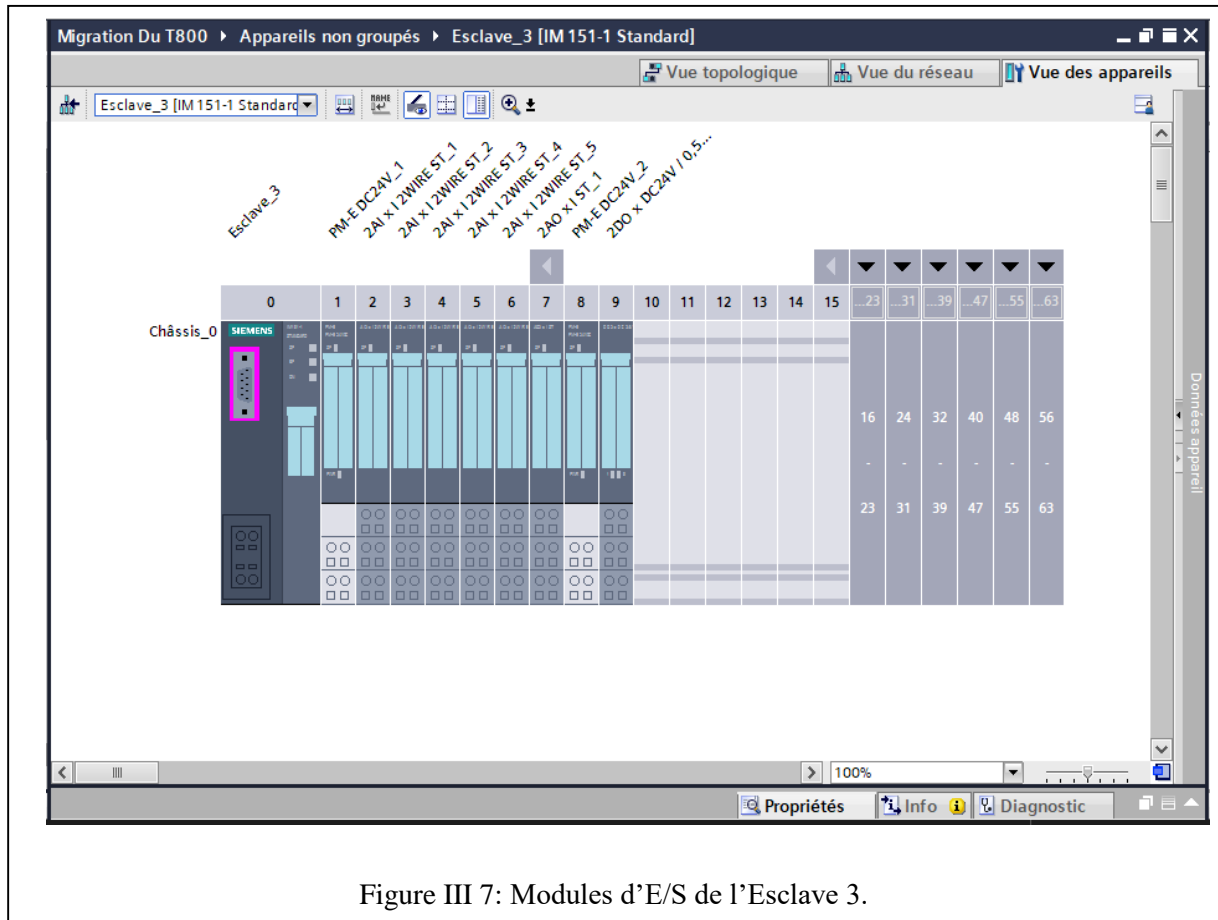 Migration Du T800 ▸ Appareils non groupés ▸ Esclave_3 [IM 151-1 Standard]
Vue topologique Vue du réseau Vue des appareils
Esclave_3 [IM 151-1 Standard
Esclave_3
PM-E DC24V_1
2AI x I 2WIRE ST_1
2AI x I 2WIRE ST_2
2AI x I 2WIRE ST_3
2AI x I 2WIRE ST_4
2AI x I 2WIRE ST_5
2AO x I ST_1
PM-E DC24V_2
2DO x DC24V / 0,5...
0 1 2 3 4 5 6 7 8 9 10 11 12 13 14 15 ...23 ...31 ...39 ...47 ...55 ...63
Châssis_0 SIEMENS
16 24 32 40 48 56
- - - - - -
23 31 39 47 55 63
Données appareil
100%
Propriétés Info Diagnostic
Figure III 7: Modules d’E/S de l’Esclave 3.